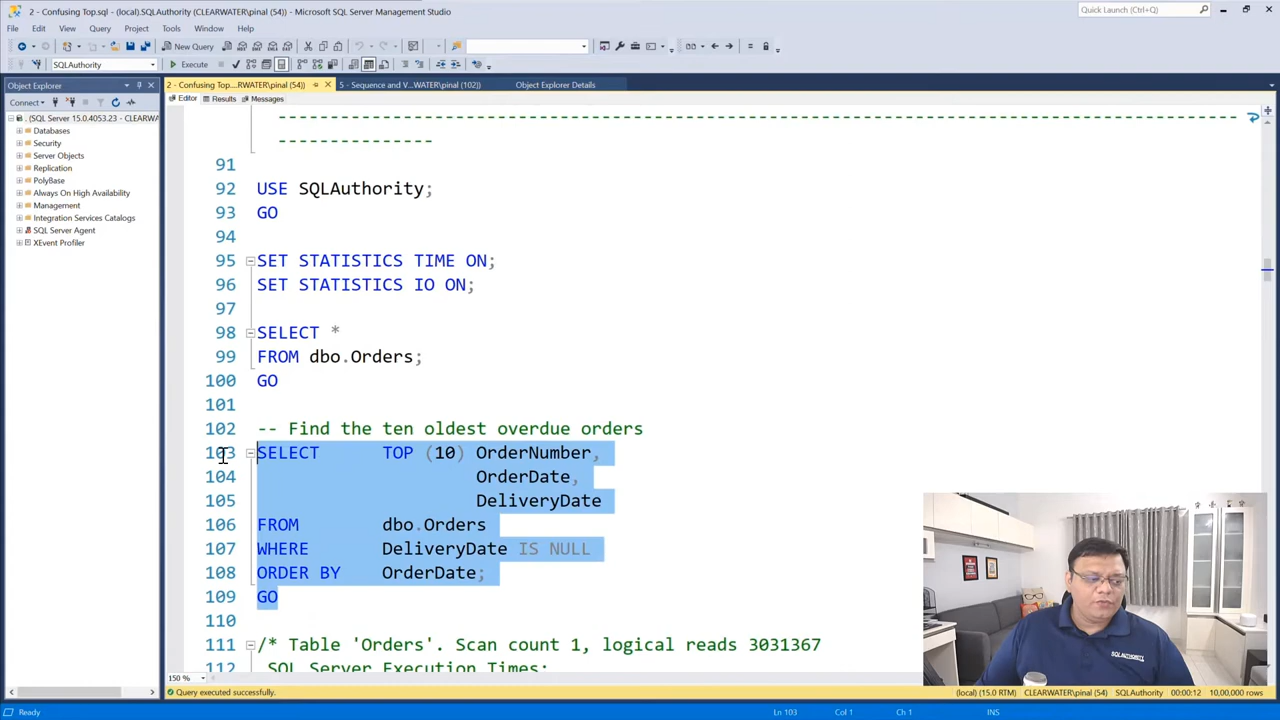 2 - Confusing Top.sql - (local).SQLAuthority (CLEARWATER\pinal (54)) - Microsoft SQL Server Management Studio
Quick Launch (Ctrl+Q)
File Edit View Query Project Tools Window Help
New Query
SQLAuthority Execute
Object Explorer
2 - Confusing Top....RWATER\pinal (54)) 5 - Sequence and V...WATER\pinal (102)) Object Explorer Details
Connect
Editor Results Messages
. (SQL Server 15.0.4053.23 - CLEARWA
Databases
Security
Server Objects
Replication
PolyBase
Always On High Availability
Management
Integration Services Catalogs
SQL Server Agent
XEvent Profiler
91
92 USE SQLAuthority;
93 GO
94
95 SET STATISTICS TIME ON;
96 SET STATISTICS IO ON;
97
98 SELECT *
99 FROM dbo.Orders;
100 GO
101
102 -- Find the ten oldest overdue orders
103 SELECT TOP (10) OrderNumber,
104 OrderDate,
105 DeliveryDate
106 FROM dbo.Orders
107 WHERE DeliveryDate IS NULL
108 ORDER BY OrderDate;
109 GO
110
111 /* Table 'Orders'. Scan count 1, logical reads 3031367
112 SQL Server Execution Times:
SQLAUTHORITY
150 %
Query executed successfully. (local) (15.0 RTM) CLEARWATER\pinal (54) SQLAuthority 00:00:12 10,00,000 rows
Ready Ln 103 Col 1 Ch 1 INS